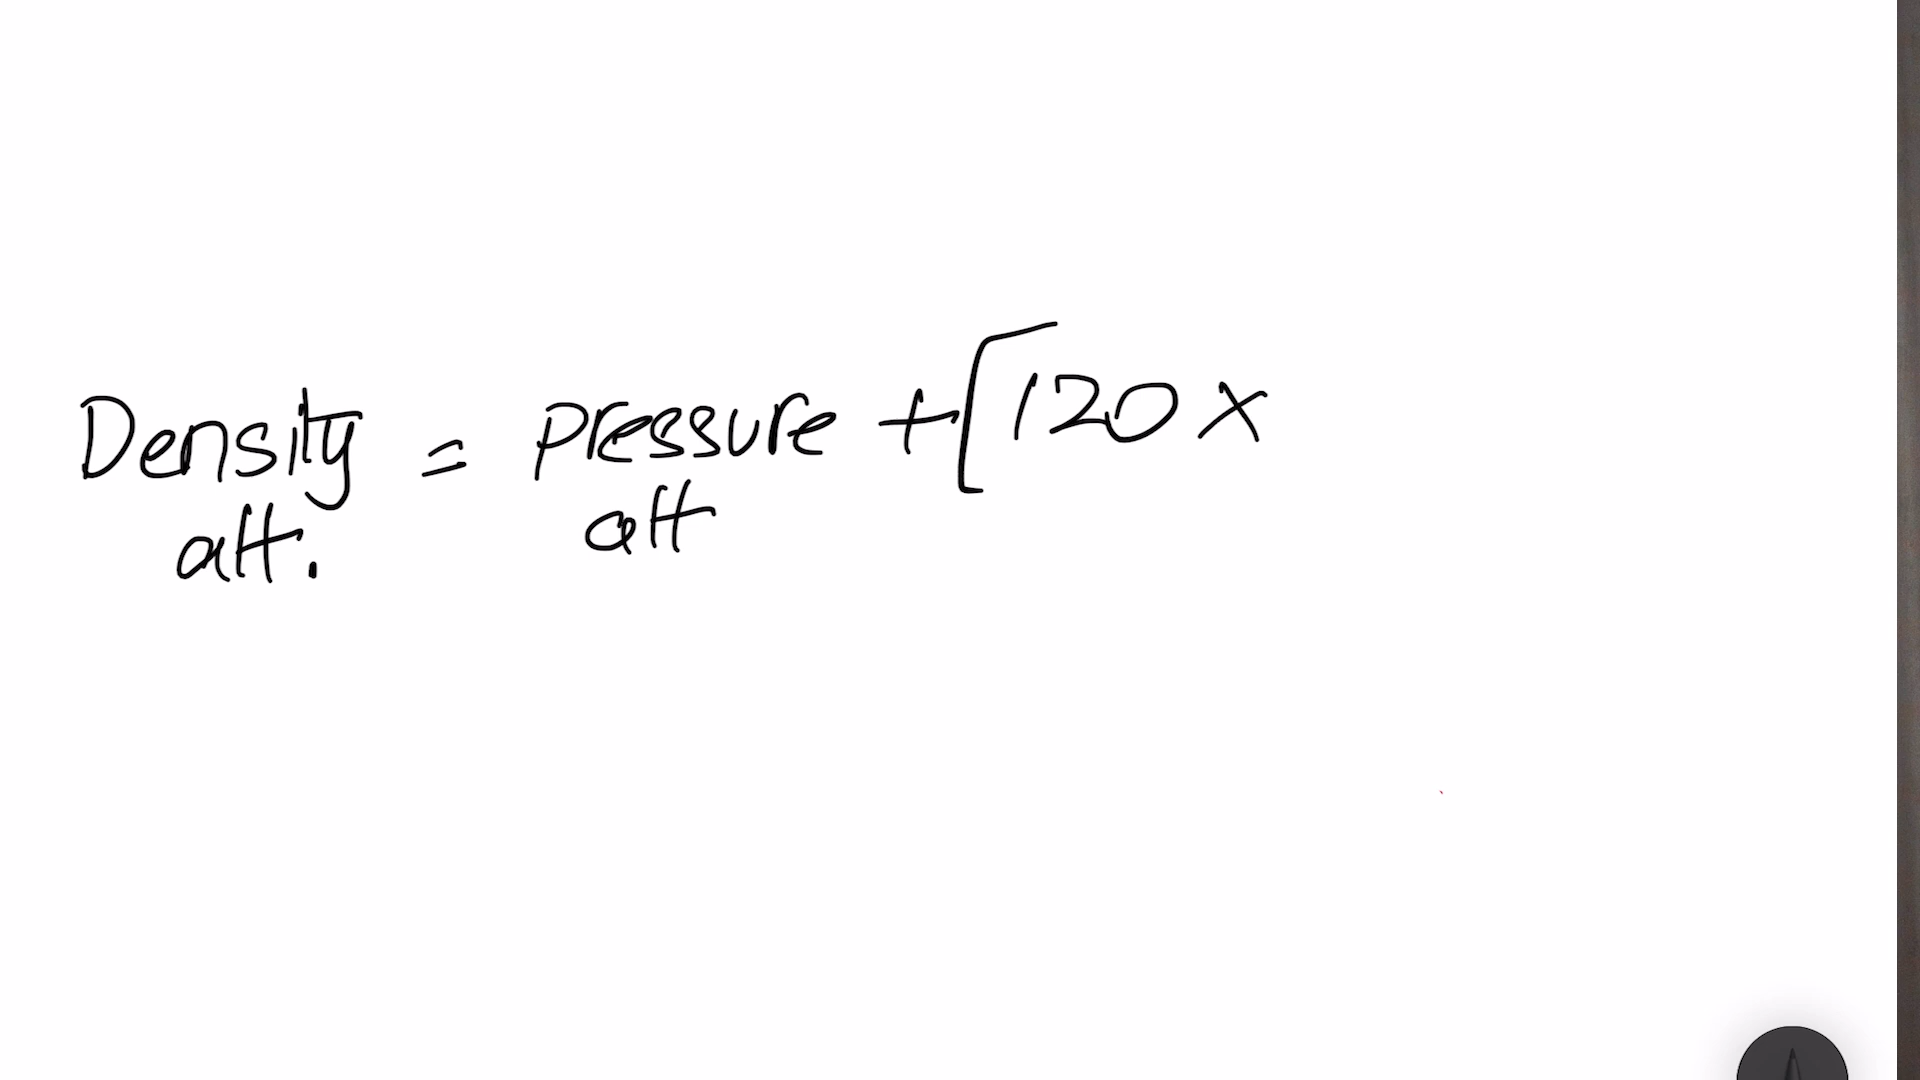 Density = pressure + [120 x
alt. alt